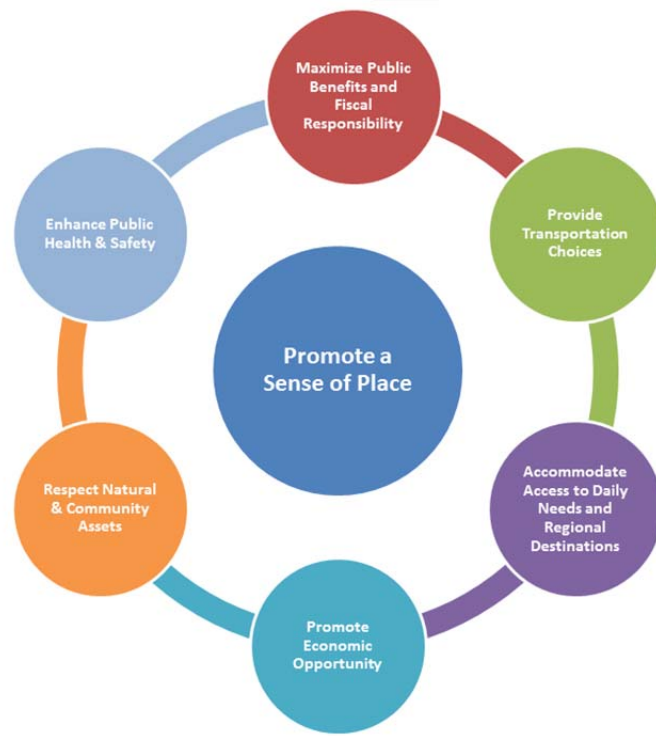 Maximize Public
Benefits and
Fiscal
Responsibility
Enhance Public
Health & Safety
Provide
Transportation
Choices
Promote a
Sense of Place
Respect Natural
& Community
Assets
Accommodate
Access to Daily
Needs and
Regional
Destinations
Promote
Economic
Opportunity